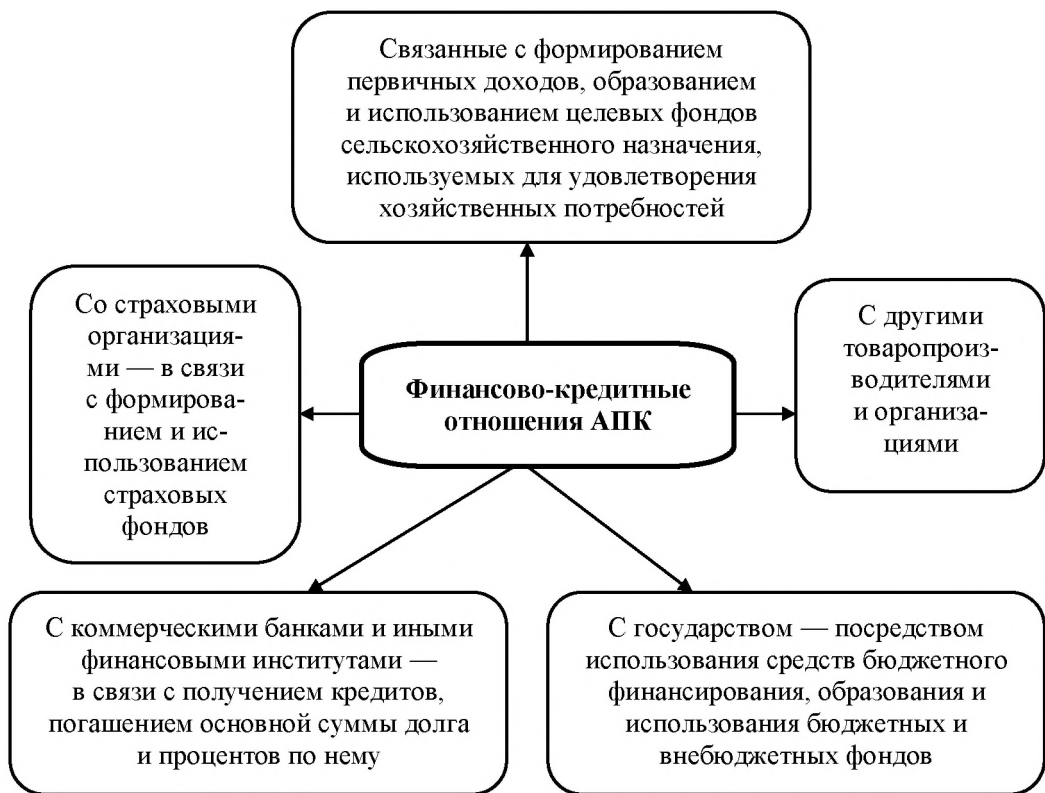 Связанные с формированием
первичных доходов, образованием
и использованием целевых фондов
сельскохозяйственного назначения,
используемых для удовлетворения
хозяйственных потребностей
Со страховыми
организация-
ми — в связи
с формирова-
нием и ис-
пользованием
страховых
фондов
Финансово-кредитные
отношения АПК
С другими
товаропроиз-
водителями
и организа-
циями
С коммерческими банками и иными
финансовыми институтами —
в связи с получением кредитов,
погашением основной суммы долга
и процентов по нему
С государством — посредством
использования средств бюджетного
финансирования, образования и
использования бюджетных и
внебюджетных фондов